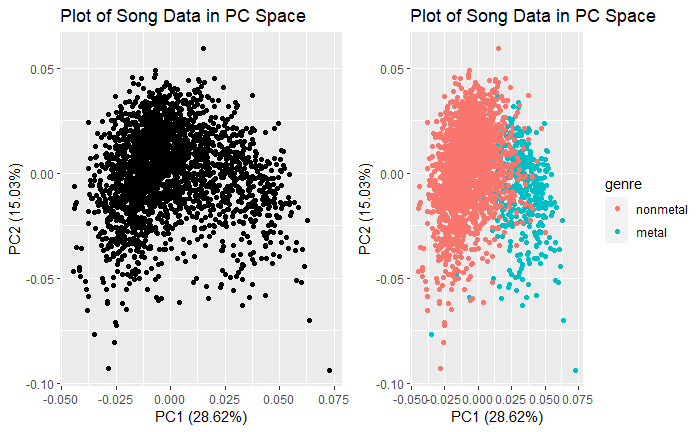 Plot of Song Data in PC Space
0.05
0.00
-0.05
-0.10
PC2 (15.03%)
-0.050 -0.025 0.000 0.025 0.050 0.075
PC1 (28.62%)
Plot of Song Data in PC Space
0.05
0.00
-0.05
-0.10
PC2 (15.03%)
-0.050 -0.025 0.000 0.025 0.050 0.075
PC1 (28.62%)
genre
nonmetal
metal